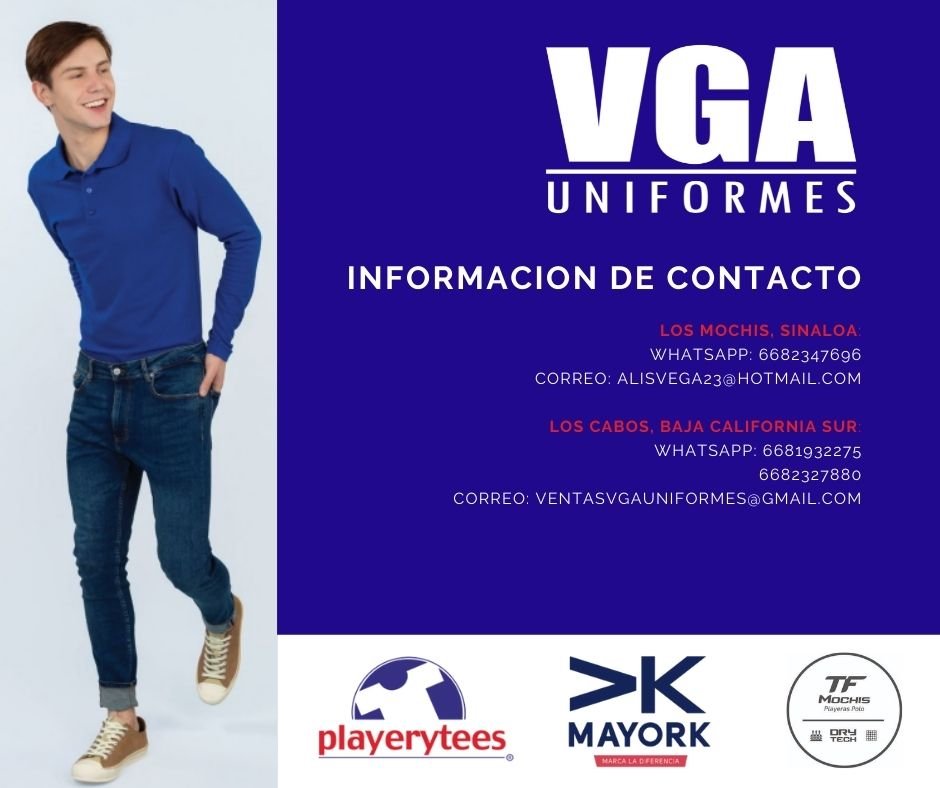 VGA
UNIFORMES
INFORMACION DE CONTACTO
LOS MOCHIS, SINALOA:
WHATSAPP: 6682347696
CORREO: ALISVEGA23@HOTMAIL.COM
LOS CABOS, BAJA CALIFORNIA SUR:
WHATSAPP: 6681932275
6682327880
CORREO: VENTASVGAUNIFORMES@GMAIL.COM
playerytees®
MAYORK
MARCA LA DIFERENCIA
TF
MOCHIS
Playeras Polo
DRY
TECH